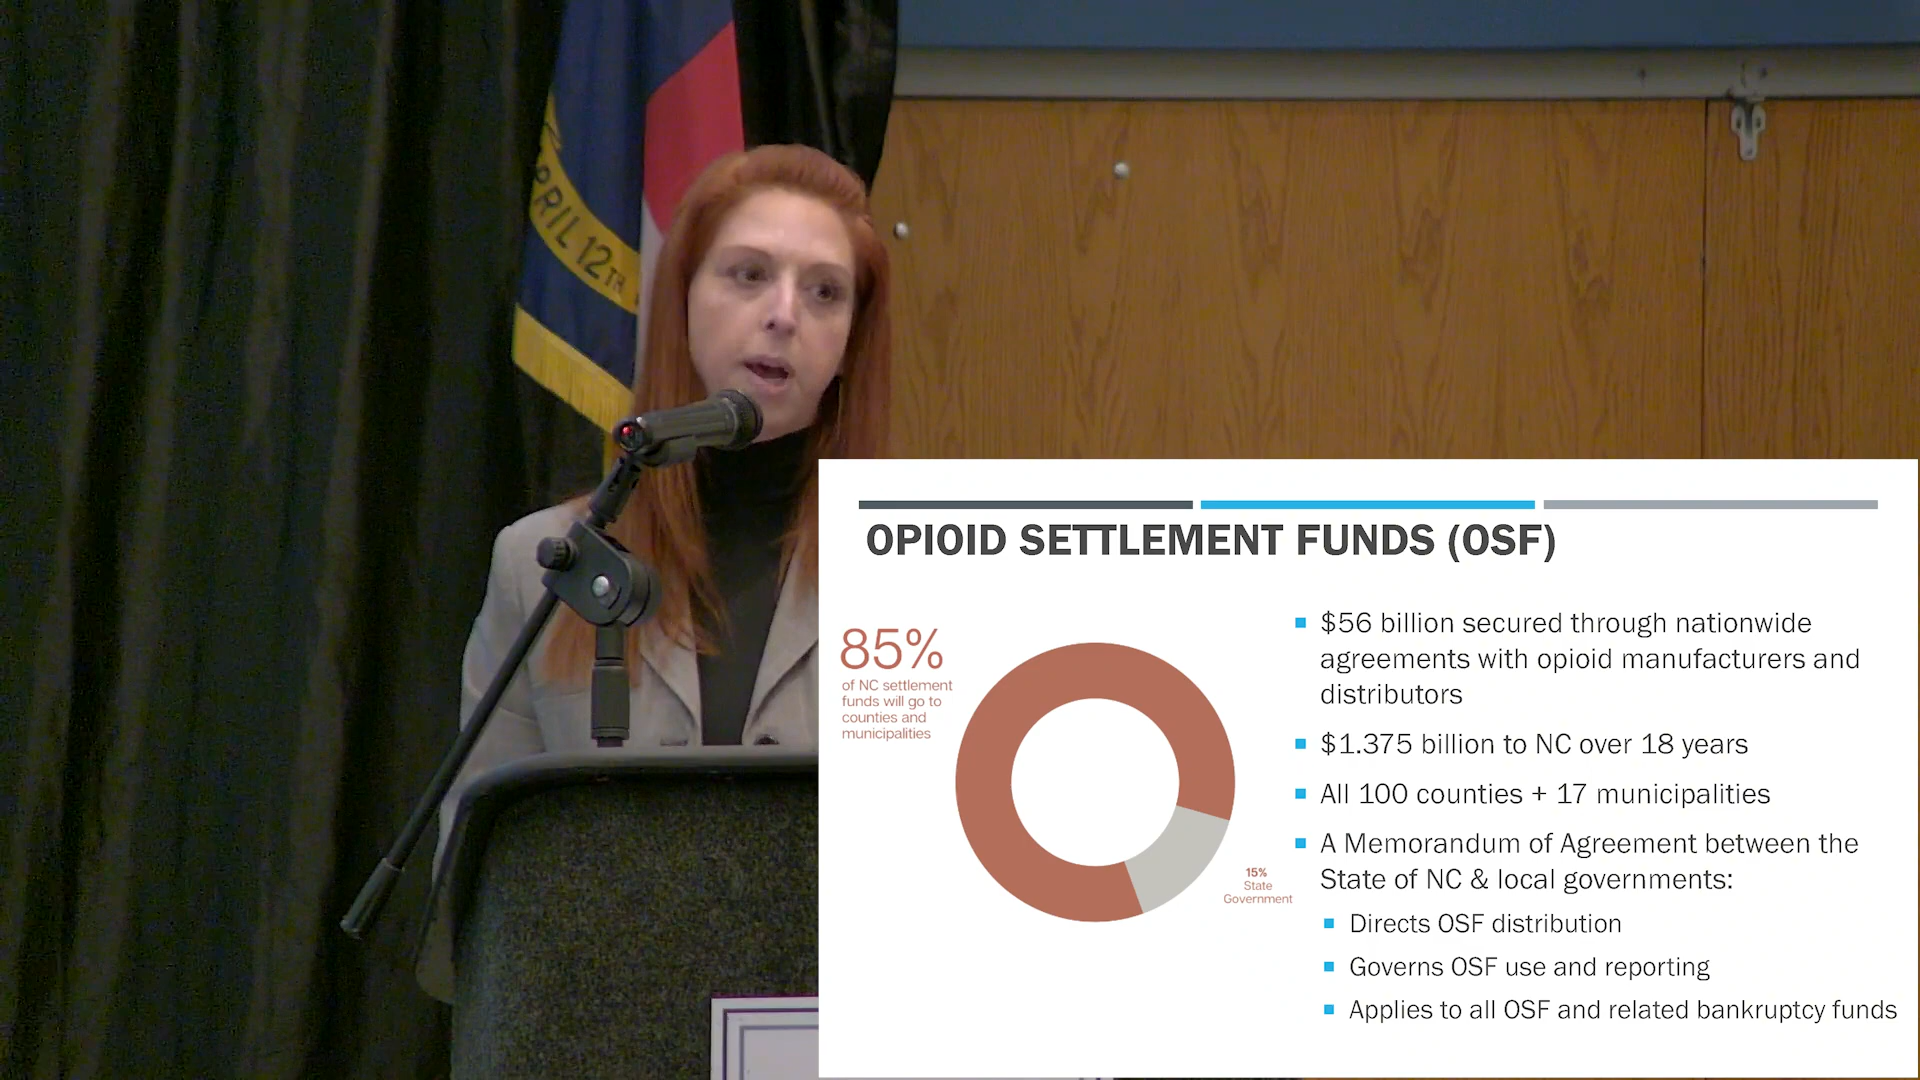 PRIL 12TH
OPIOID SETTLEMENT FUNDS (OSF)
85%
of NC settlement
funds will go to
counties and
municipalities
15%
State
Government
$56 billion secured through nationwide
agreements with opioid manufacturers and
distributors
$1.375 billion to NC over 18 years
All 100 counties + 17 municipalities
A Memorandum of Agreement between the
State of NC & local governments:
Directs OSF distribution
Governs OSF use and reporting
Applies to all OSF and related bankruptcy funds